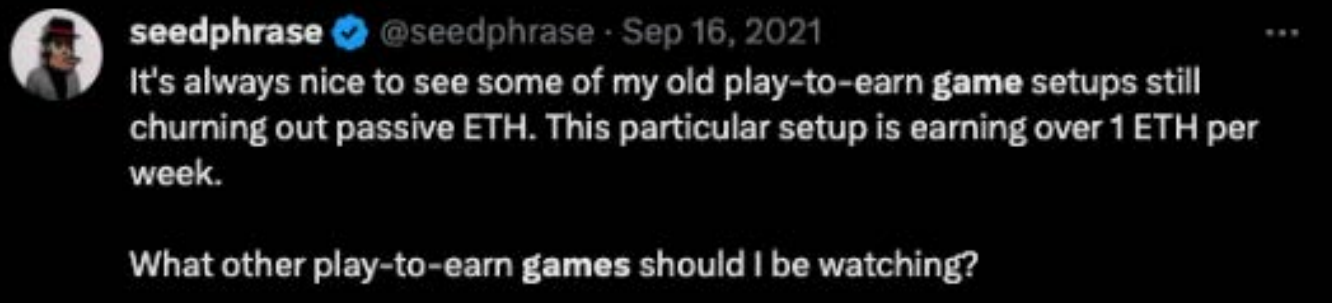 seedphrase @seedphrase · Sep 16, 2021
It's always nice to see some of my old play-to-earn game setups still
churning out passive ETH. This particular setup is earning over 1 ETH per
week.
What other play-to-earn games should I be watching?